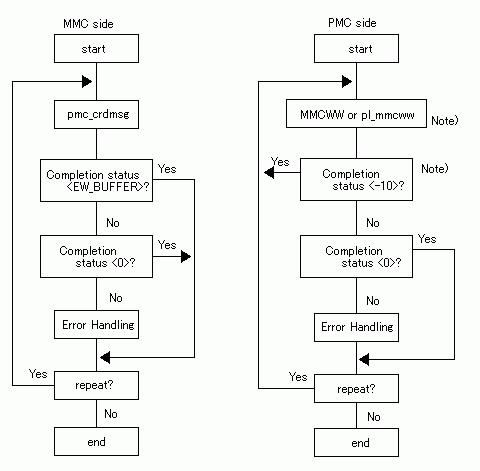 MMC side
start
pmc_crdmsg
Completion status
<EW_BUFFER>?
Yes
No
Completion
status <0>?
Yes
No
Error Handling
Yes
repeat?
No
end
PMC side
start
MMCWW or pl_mmcww
Note)
Yes
Completion
status <-10>?
Note)
No
Completion
status <0>?
Yes
No
Error Handling
Yes
repeat?
No
end